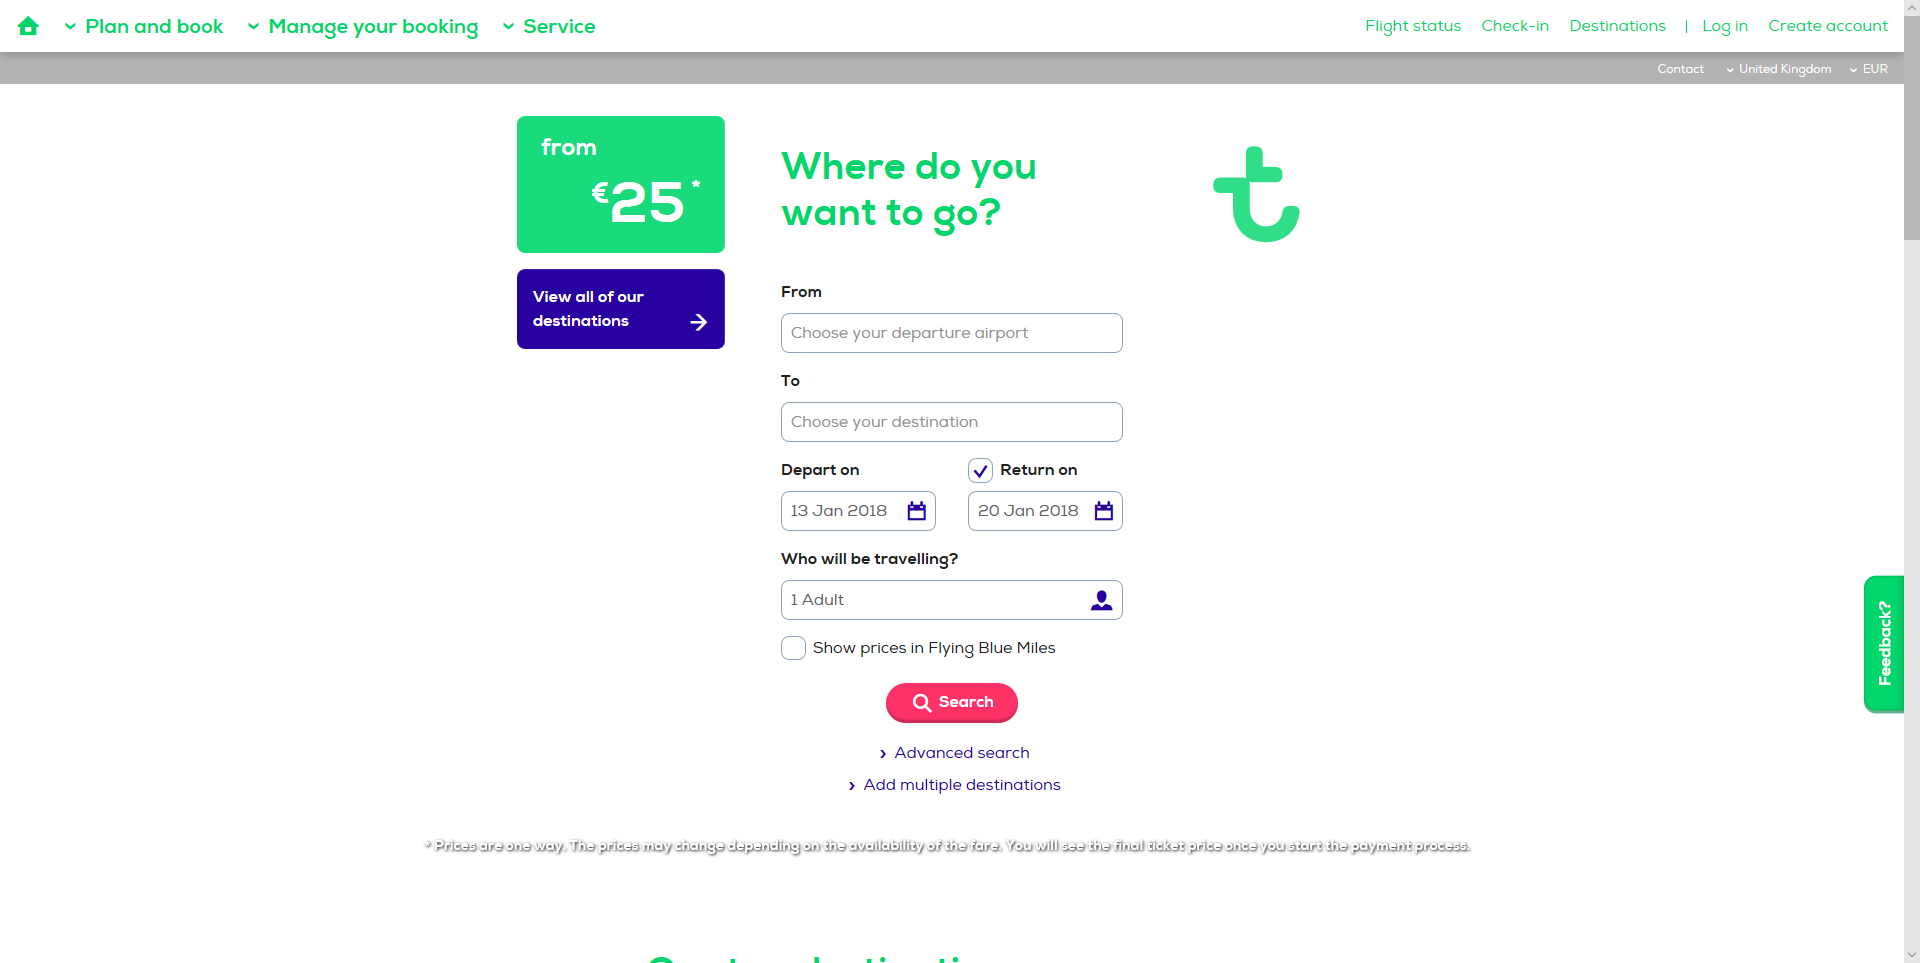 Plan and book
Manage your booking
Service
Flight status
Check-in
Destinations
|
Log in
Create account
Contact
United Kingdom
EUR
from
€25*
View all of our
destinations
Where do you
want to go?
From
Choose your departure airport
To
Choose your destination
Depart on
Return on
13 Jan 2018
20 Jan 2018
Who will be travelling?
1 Adult
Show prices in Flying Blue Miles
Search
Advanced search
Add multiple destinations
* Prices are one way. The prices may change depending on the availability of the fare. You will see the final ticket price once you start the payment process.
Feedback?